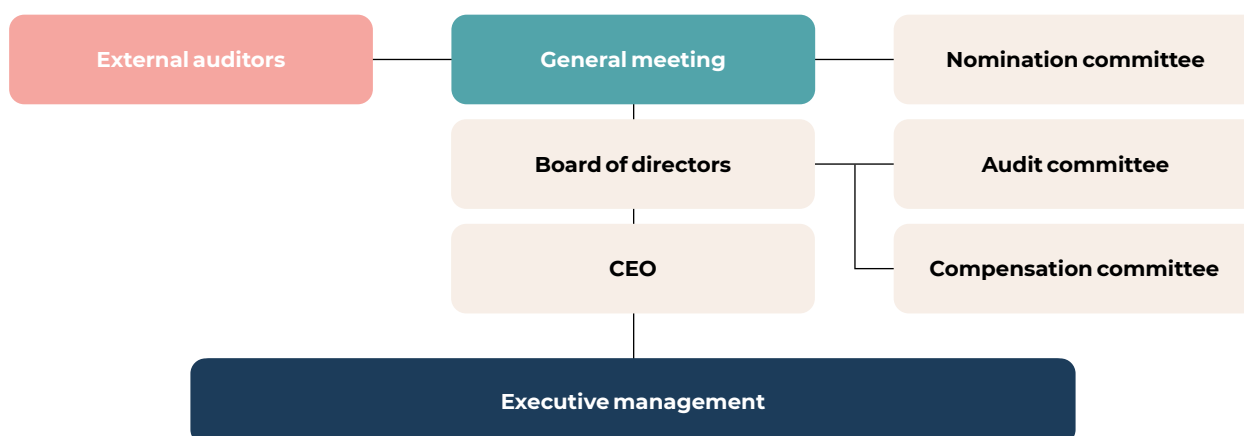 External auditors
General meeting
Nomination committee
Board of directors
Audit committee
CEO
Compensation committee
Executive management